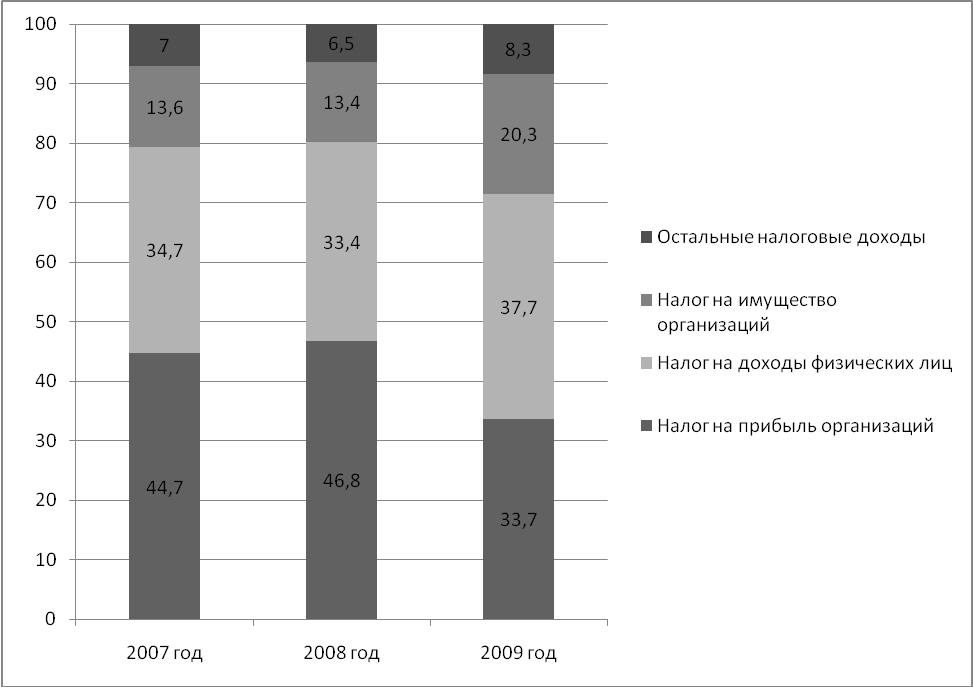 100
90
80
70
60
50
40
30
20
10
0
7
6,5
8,3
13,6
13,4
20,3
34,7
33,4
37,7
44,7
46,8
33,7
2007 год
2008 год
2009 год
Остальные налоговые доходы
Налог на имущество
организаций
Налог на доходы физических лиц
Налог на прибыль организаций